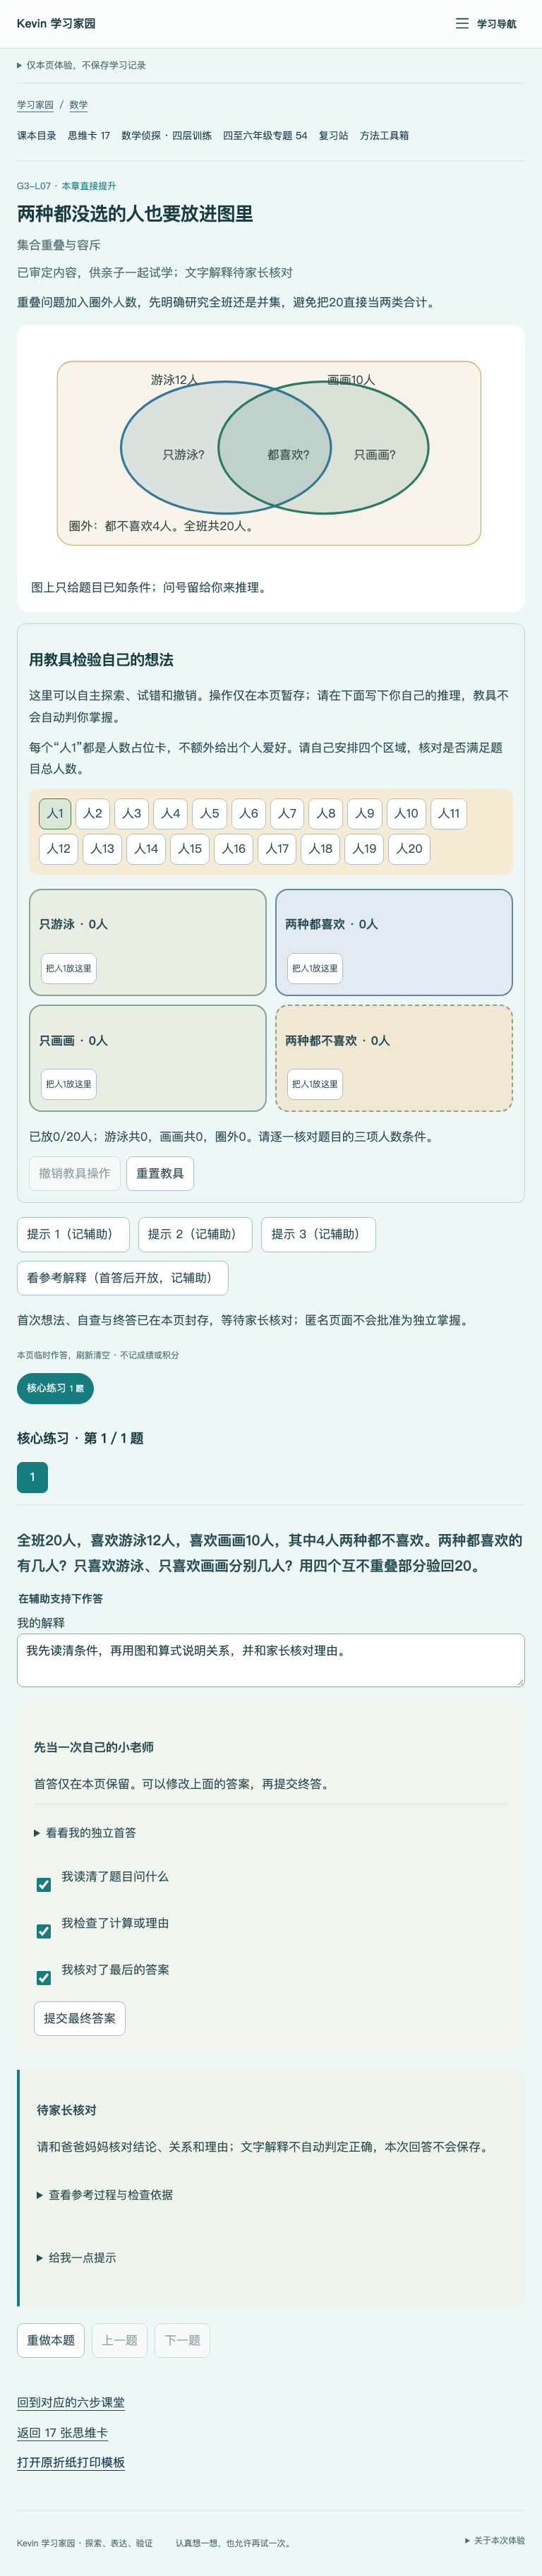 Kevin 学习家园
学习导航
仅本页体验，不保存学习记录
学习家园 / 数学
课本目录 思维卡 17 数学侦探 · 四层训练 四至六年级专题 54 复习站 方法工具箱
G3-L07 · 本章直接提升
两种都没选的人也要放进图里
集合重叠与容斥
已审定内容，供亲子一起试学；文字解释待家长核对
重叠问题加入圈外人数，先明确研究全班还是并集，避免把20直接当两类合计。
游泳12人 画画10人
只游泳？ 都喜欢？ 只画画？
圈外：都不喜欢4人。全班共20人。
图上只给题目已知条件；问号留给你来推理。
用教具检验自己的想法
这里可以自主探索、试错和撤销。操作仅在本页暂存；请在下面写下你自己的推理，教具不
会自动判你掌握。
每个“人1”都是人数占位卡，不额外给出个人爱好。请自己安排四个区域，核对是否满足题
目总人数。
人1 人2 人3 人4 人5 人6 人7 人8 人9 人10 人11
人12 人13 人14 人15 人16 人17 人18 人19 人20
只游泳 · 0人 两种都喜欢 · 0人
把人1放这里 把人1放这里
只画画 · 0人 两种都不喜欢 · 0人
把人1放这里 把人1放这里
已放0/20人；游泳共0，画画共0，圈外0。请逐一核对题目的三项人数条件。
撤销教具操作 重置教具
提示 1（记辅助） 提示 2（记辅助） 提示 3（记辅助）
看参考解释（首答后开放，记辅助）
首次想法、自查与终答已在本页封存，等待家长核对；匿名页面不会批准为独立掌握。
本页临时作答，刷新清空 · 不记成绩或积分
核心练习 1 题
核心练习 · 第 1 / 1 题
1
全班20人，喜欢游泳12人，喜欢画画10人，其中4人两种都不喜欢。两种都喜欢的
有几人？只喜欢游泳、只喜欢画画分别几人？用四个互不重叠部分验回20。
在辅助支持下作答
我的解释
我先读清条件，再用图和算式说明关系，并和家长核对理由。
先当一次自己的小老师
首答仅在本页保留。可以修改上面的答案，再提交终答。
看看我的独立首答
我读清了题目问什么
我检查了计算或理由
我核对了最后的答案
提交最终答案
待家长核对
请和爸爸妈妈核对结论、关系和理由；文字解释不自动判定正确，本次回答不会保存。
查看参考过程与检查依据
给我一点提示
重做本题 上一题 下一题
回到对应的六步课堂
返回 17 张思维卡
打开原折纸打印模板
Kevin 学习家园 · 探索、表达、验证 认真想一想，也允许再试一次。
关于本次体验